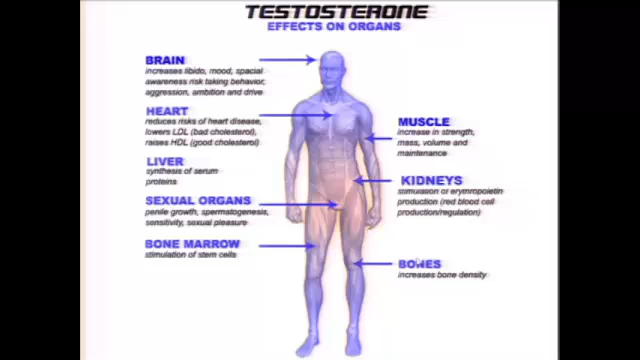 TESTOSTERONE
EFFECTS ON ORGANS
BRAIN
increases libido, mood, spacial
awareness risk taking behavior,
aggression, ambition and drive
HEART
reduces risks of heart disease,
lowers LDL (bad cholesterol),
raises HDL (good cholesterol)
LIVER
synthesis of serum
proteins
SEXUAL ORGANS
penile growth, spermatogenesis,
sensitivity, sexual pleasure
BONE MARROW
stimulation of stem cells
MUSCLE
increase in strength,
mass, volume and
maintenance
KIDNEYS
stimulation of erythropoietin
production (red blood cell
production/regulation)
BONES
increases bone density